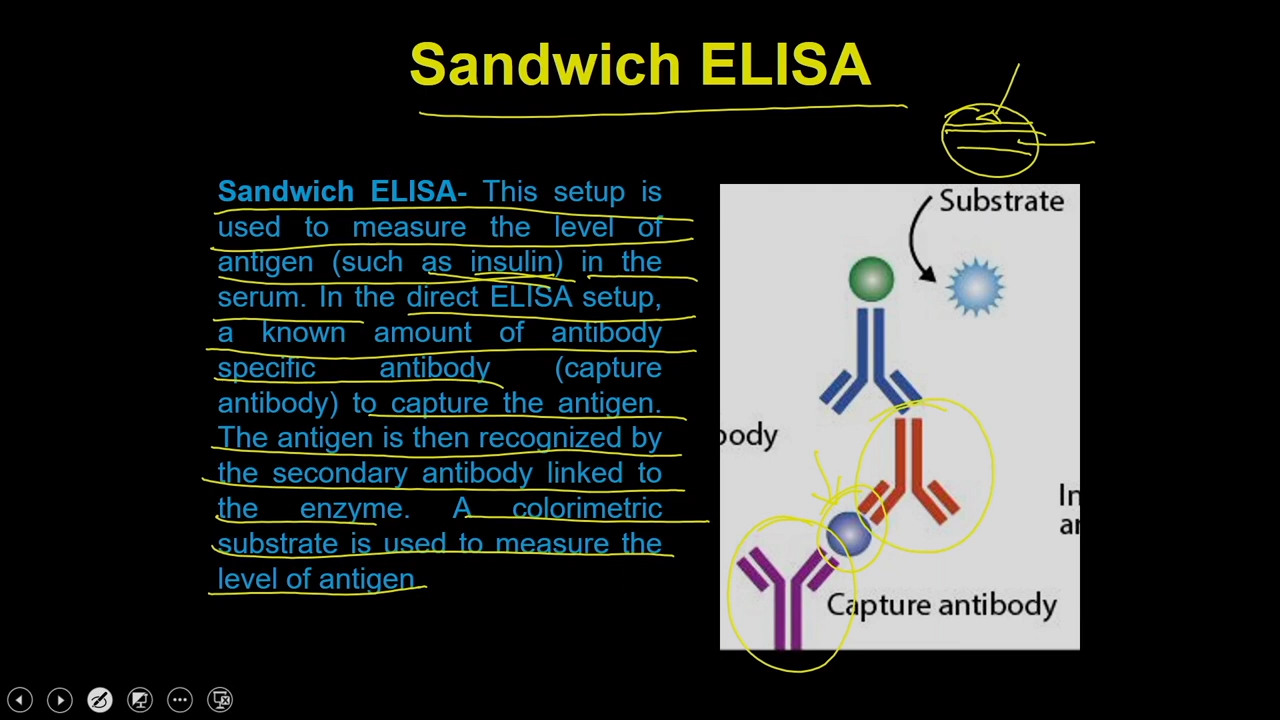 Sandwich ELISA
Sandwich ELISA- This setup is
used to measure the level of
antigen (such as insulin) in the
serum. In the direct ELISA setup,
a known amount of antibody
specific antibody (capture
antibody) to capture the antigen.
The antigen is then recognized by
the secondary antibody linked to
the enzyme. A colorimetric
substrate is used to measure the
level of antigen
Substrate
body
In
ar
Capture antibody